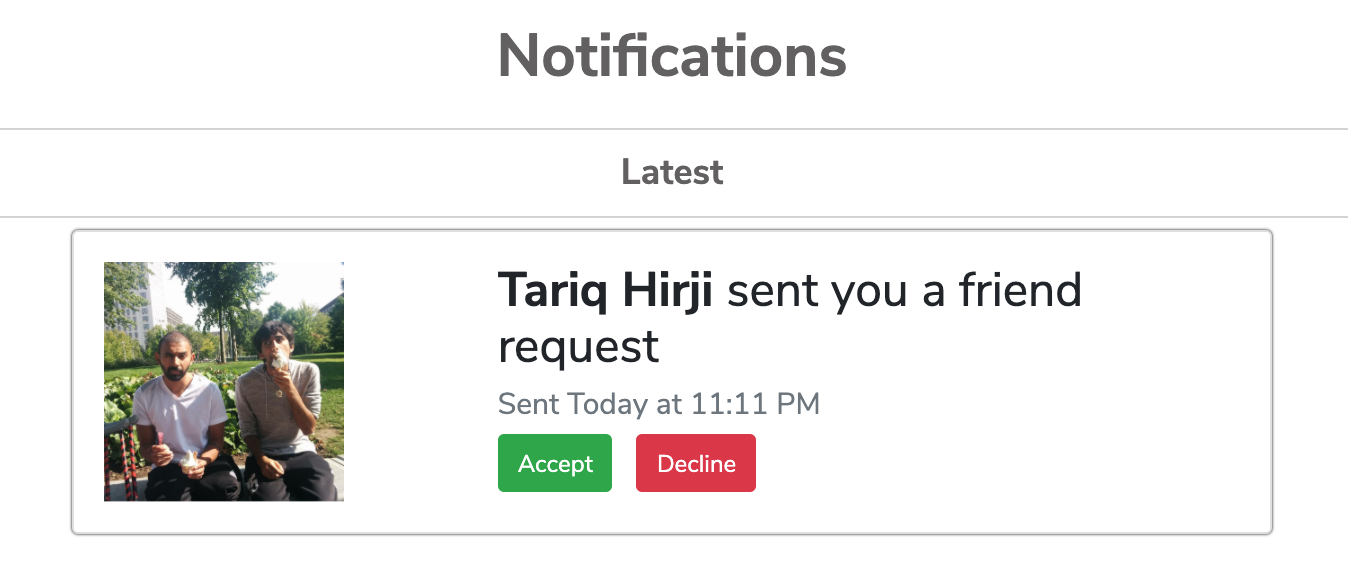 Notifications
Latest
Tariq Hirji sent you a friend
request
Sent Today at 11:11 PM
Accept Decline